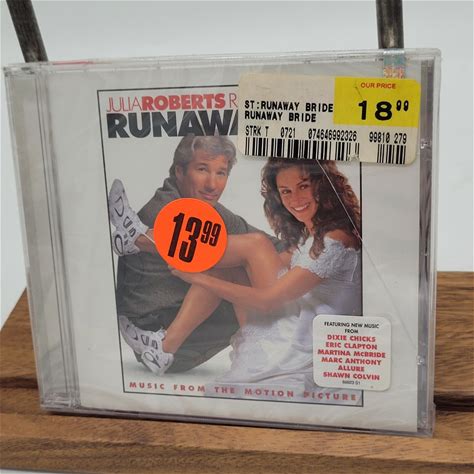 OUR PRICE
18 99
ST:RUNAWAY BRIDE
RUNAWAY BRIDE
STRK T 0721 074646992326 99810 279
JULIA ROBERTS R
RUNAWA
13.99
FEATURING NEW MUSIC FROM
DIXIE CHICKS
ERIC CLAPTON
MARTINA McBRIDE
MARC ANTHONY
ALLURE
SHAWN COLVIN
MUSIC FROM THE MOTION PICTURE